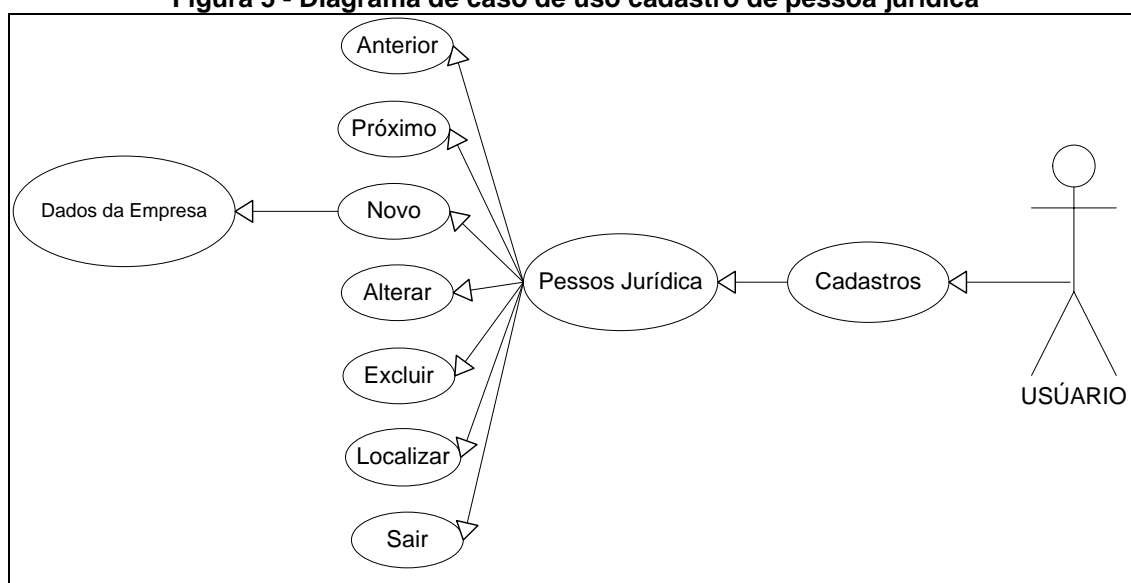 Figura 5 - Diagrama de caso de uso cadastro de pessoa jurídica
Anterior
Próximo
Dados da Empresa
Novo
Alterar
Pessos Jurídica
Cadastros
Excluir
USÚARIO
Localizar
Sair